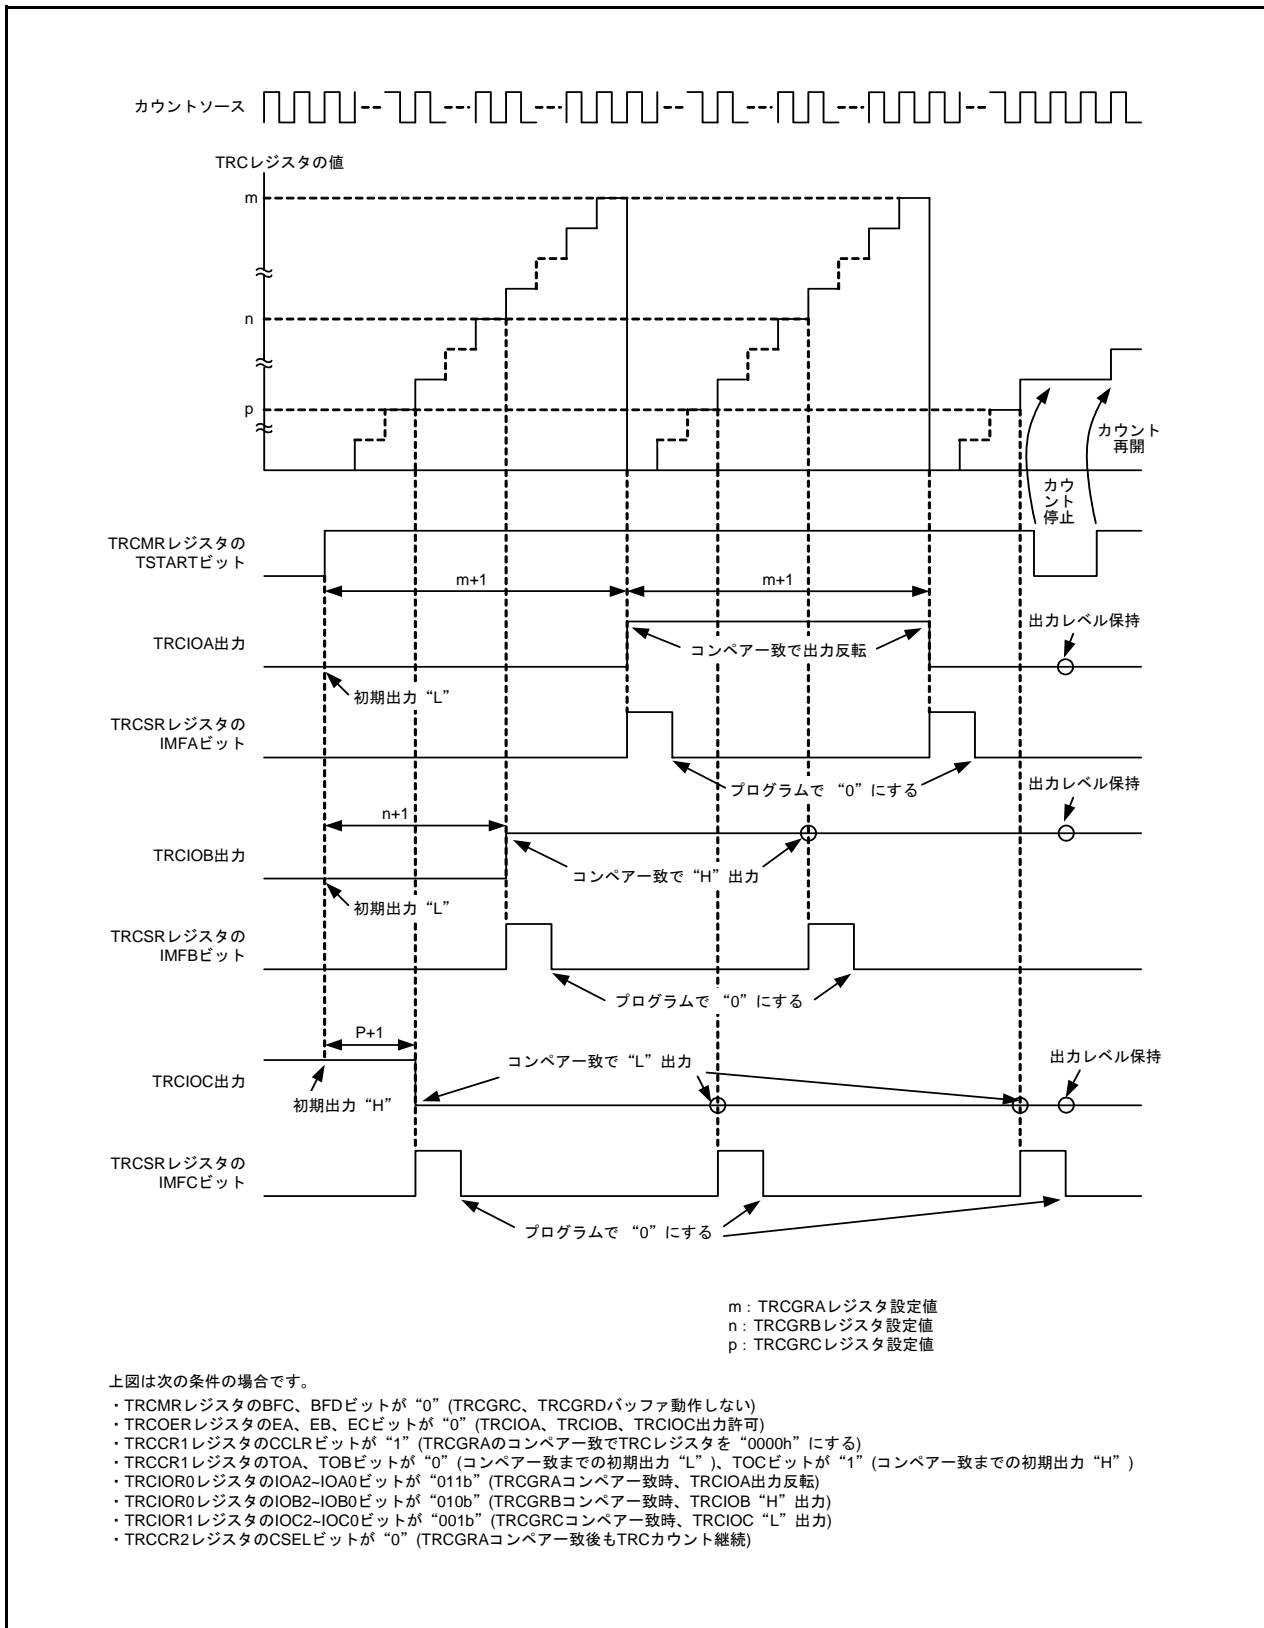 カウントソース
TRCレジスタの値
m
n
p
カウント
再開
カウ
ント
停止
TRCMRレジスタの
TSTARTビット
m+1
m+1
TRCIOA出力
コンペアー致で出力反転
出力レベル保持
初期出力“L”
TRCSRレジスタの
IMFAビット
プログラムで “0”にする
出力レベル保持
n+1
TRCIOB出力
コンペアー致で“H”出力
初期出力“L”
TRCSRレジスタの
IMFBビット
プログラムで “0”にする
P+1
コンペアー致で“L”出力
出力レベル保持
TRCIOC出力
初期出力“H”
TRCSRレジスタの
IMFCビット
プログラムで “0”にする
m : TRCGRAレジスタ設定値
n : TRCGRBレジスタ設定値
p : TRCGRCレジスタ設定値
上図は次の条件の場合です。
・TRCMRレジスタのBFC、BFDビットが“0”(TRCGRC、TRCGRDバッファ動作しない)
・TRCOERレジスタのEA、EB、ECビットが“0”(TRCIOA、TRCIOB、TRCIOC出力許可)
・TRCCR1レジスタのCCLRビットが“1”(TRCGRAのコンペアー致でTRCレジスタを“0000h”にする)
・TRCCR1レジスタのTOA、TOBビットが“0”(コンペアー致までの初期出力“L”)、TOCビットが“1”(コンペアー致までの初期出力“H”)
・TRCIOR0レジスタのIOA2~IOA0ビットが“011b”(TRCGRAコンペアー致時、TRCIOA出力反転)
・TRCIOR0レジスタのIOB2~IOB0ビットが“010b”(TRCGRBコンペアー致時、TRCIOB“H”出力)
・TRCIOR1レジスタのIOC2~IOC0ビットが“001b”(TRCGRCコンペアー致時、TRCIOC“L”出力)
・TRCCR2レジスタのCSELビットが“0”(TRCGRAコンペアー致後もTRCカウント継続)